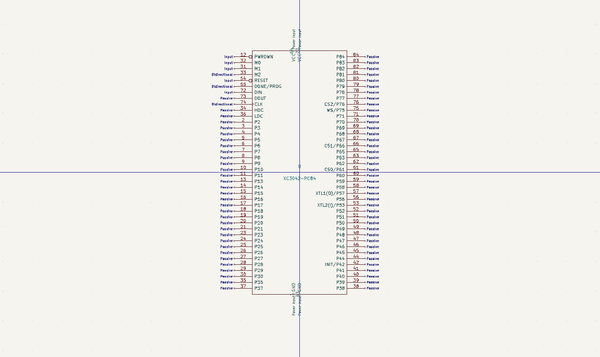 Power Input
VCC
Input 12 PWRDWN P84 84 Passive
Input 32 M0 P83 83 Passive
Input 31 M1 P82 82 Passive
Bidirectional 33 M2 P81 81 Passive
Input 54 RESET P80 80 Passive
Bidirectional 55 DONE/PROG P79 79 Passive
Input 72 DIN P78 78 Passive
Passive 73 DOUT P77 77 Passive
Bidirectional 74 CLK CS2/P76 76 Passive
Passive 34 HDC WS/P75 75 Passive
Passive 36 LDC P71 71 Passive
Passive 2 P2 P70 70 Passive
Passive 3 P3 P69 69 Passive
Passive 4 P4 P68 68 Passive
Passive 5 P5 P67 67 Passive
Passive 6 P6 CS1/P66 66 Passive
Passive 7 P7 P65 65 Passive
Passive 8 P8 P63 63 Passive
Passive 9 P9 P62 62 Passive
Passive 10 P10 CS0/P61 61 Passive
Passive 11 P11 P60 60 Passive
XC3042-PC84
Passive 13 P13 P59 59 Passive
Passive 14 P14 P58 58 Passive
Passive 15 P15 XTL1(O)/P57 57 Passive
Passive 16 P16 P56 56 Passive
Passive 17 P17 XTL2(I)/P53 53 Passive
Passive 18 P18 P52 52 Passive
Passive 19 P19 P51 51 Passive
Passive 20 P20 P50 50 Passive
Passive 21 P21 P49 49 Passive
Passive 23 P23 P48 48 Passive
Passive 24 P24 P47 47 Passive
Passive 25 P25 P46 46 Passive
Passive 26 P26 P45 45 Passive
Passive 27 P27 P44 44 Passive
Passive 28 P28 INIT/P42 42 Passive
Passive 29 P29 P41 41 Passive
Passive 30 P30 P40 40 Passive
Passive 35 P35 P39 39 Passive
Passive 37 P37 P38 38 Passive
GND
Power Input